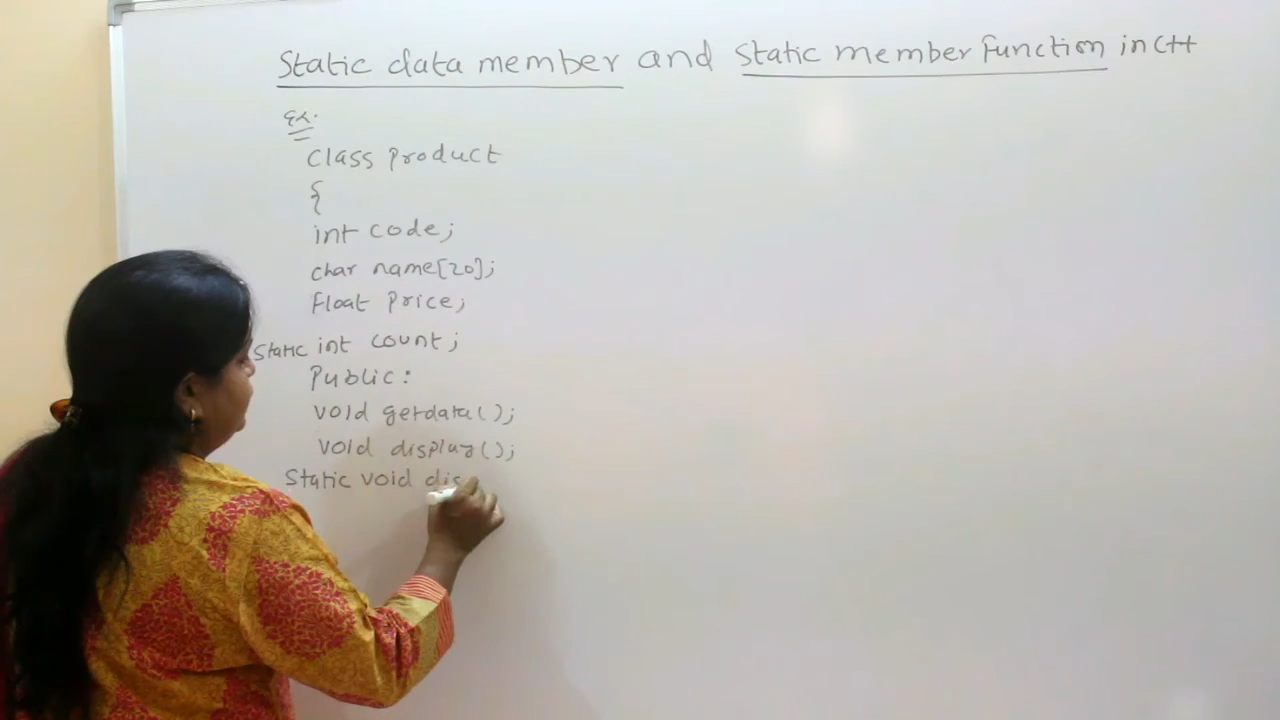 Static data member and Static member function in C++
Ex.
Class product
{
int code;
char name[20];
Float Price;
Static int count;
Public:
void getdata();
void display();
Static void dis